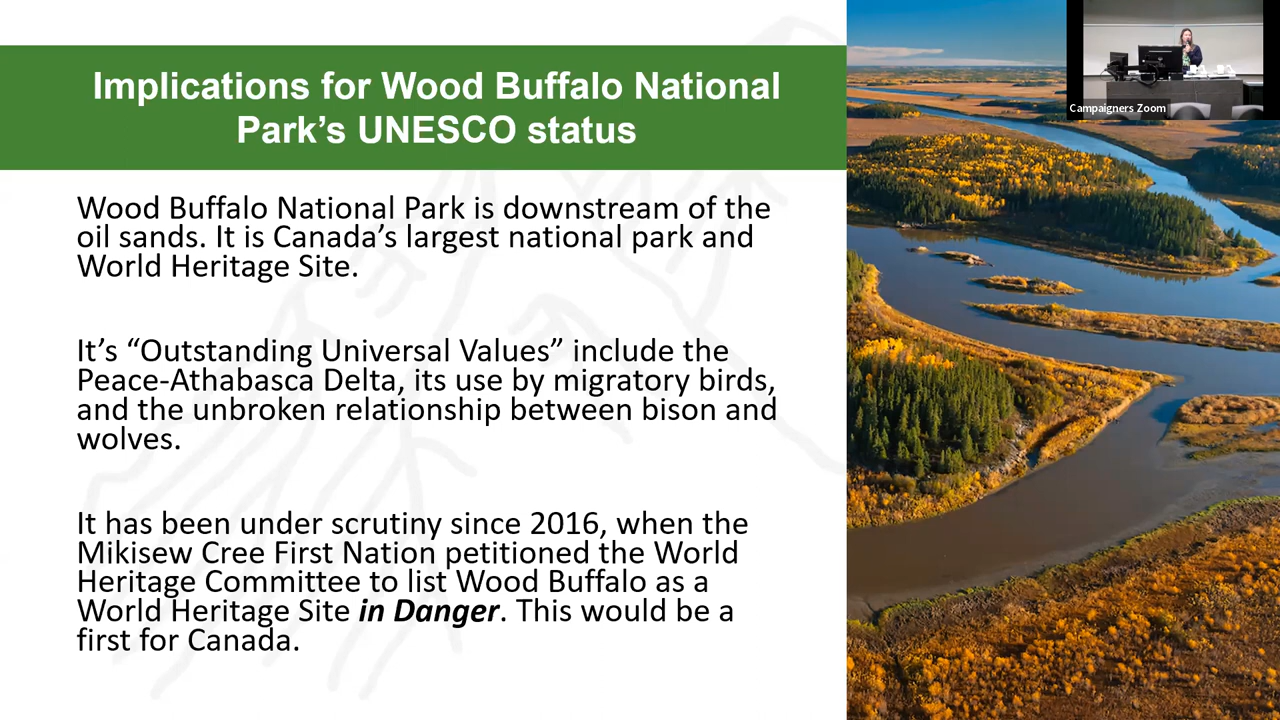 Implications for Wood Buffalo National
Park’s UNESCO status
Campaigners Zoom
Wood Buffalo National Park is downstream of the
oil sands. It is Canada’s largest national park and
World Heritage Site.
It’s “Outstanding Universal Values” include the
Peace-Athabasca Delta, its use by migratory birds,
and the unbroken relationship between bison and
wolves.
It has been under scrutiny since 2016, when the
Mikisew Cree First Nation petitioned the World
Heritage Committee to list Wood Buffalo as a
World Heritage Site in Danger. This would be a
first for Canada.